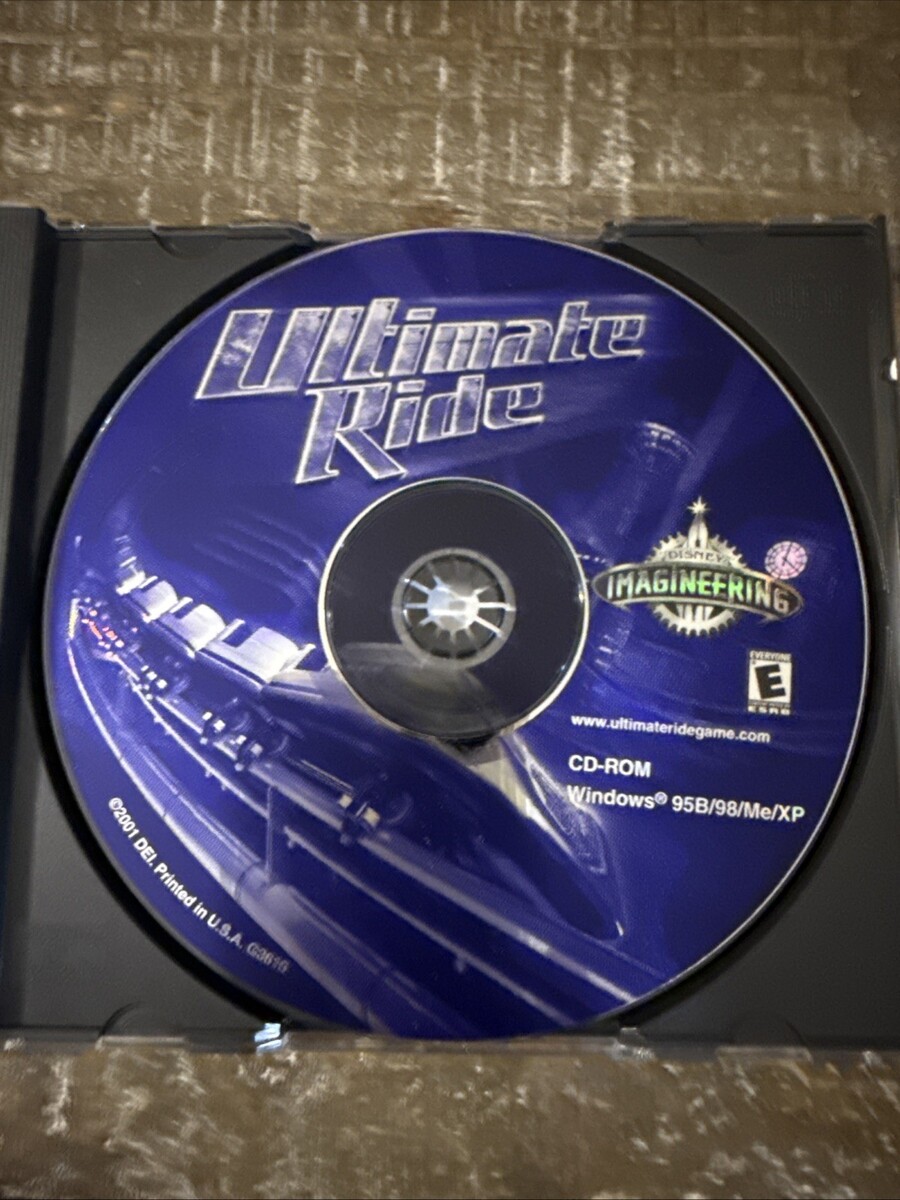 Ultimate
Ride
DISNEY
IMAGINEERING
EVERYONE
E
ESRB
www.ultimateridegame.com
CD-ROM
Windows® 95B/98/Me/XP
©2001 DEI. Printed in U.S.A.